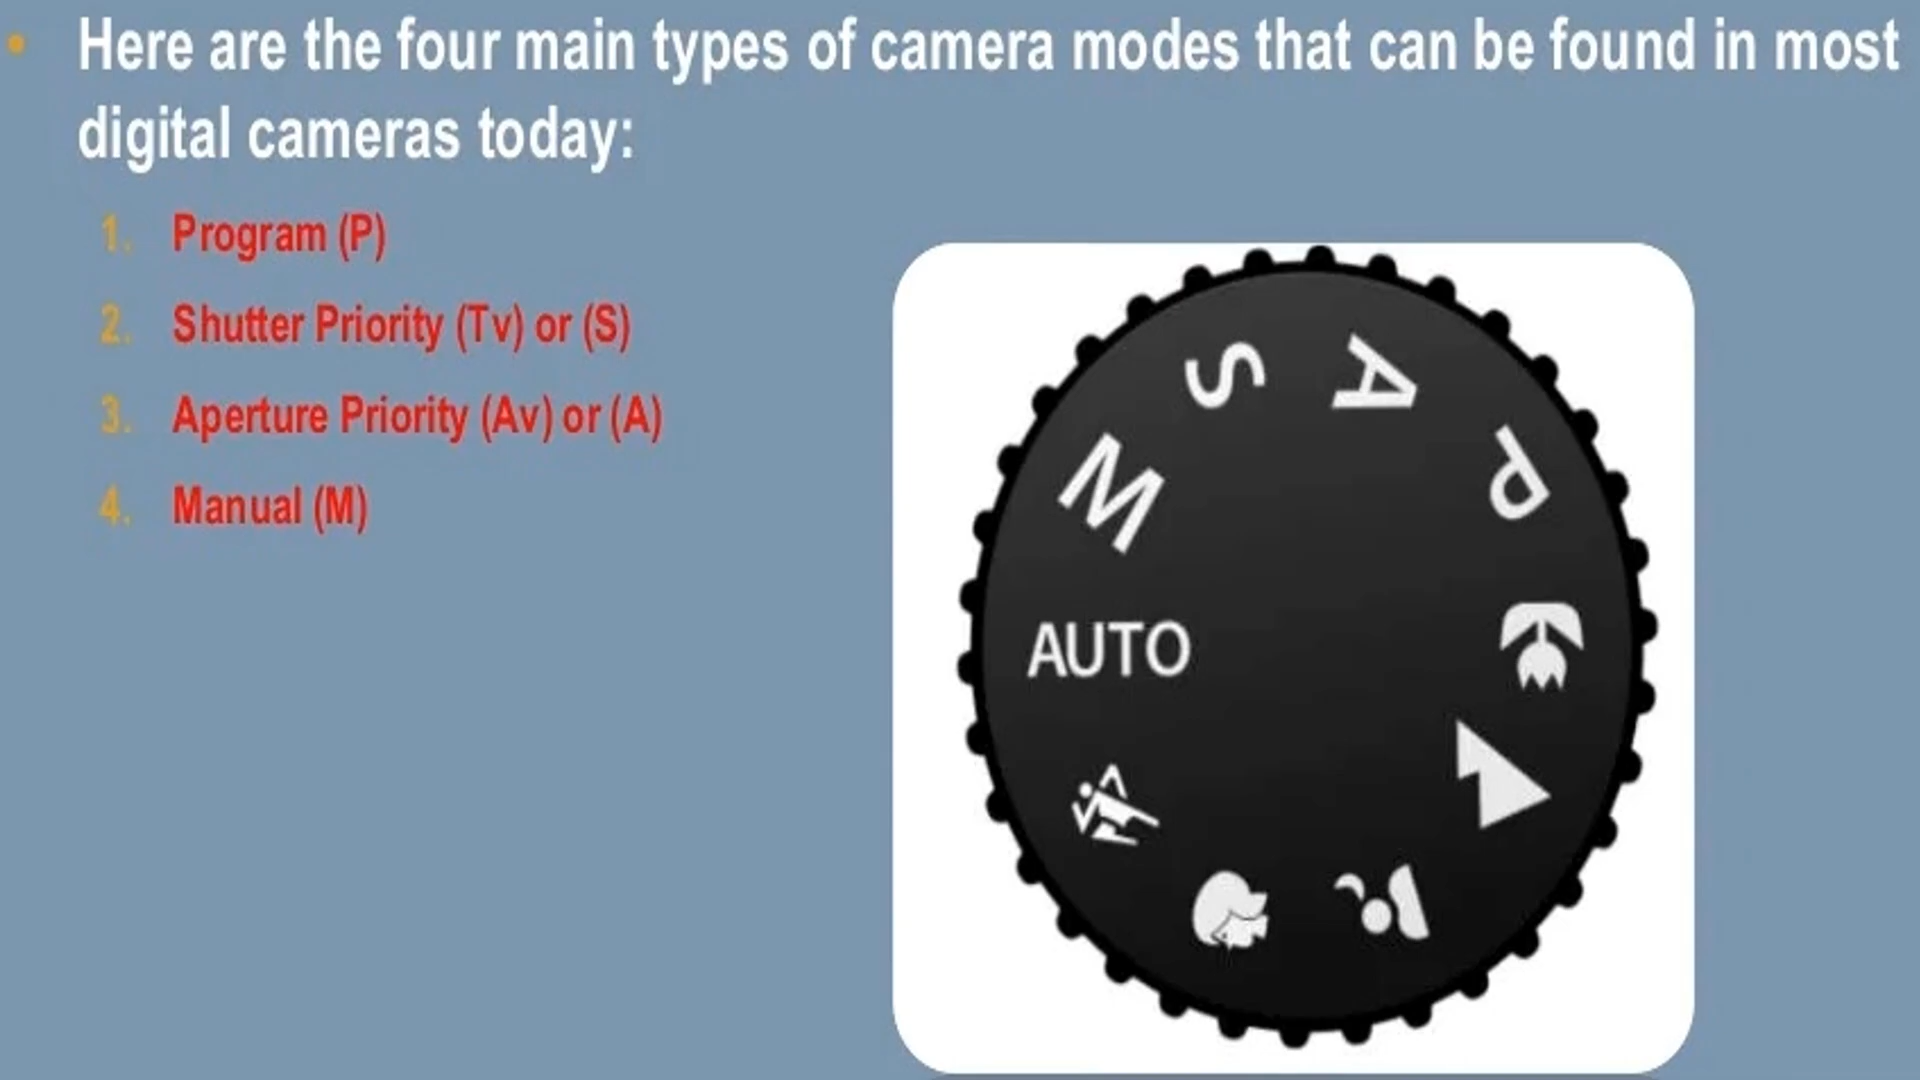 • Here are the four main types of camera modes that can be found in most
digital cameras today:
1. Program (P)
2. Shutter Priority (Tv) or (S)
3. Aperture Priority (Av) or (A)
4. Manual (M)
S
A
M
P
AUTO